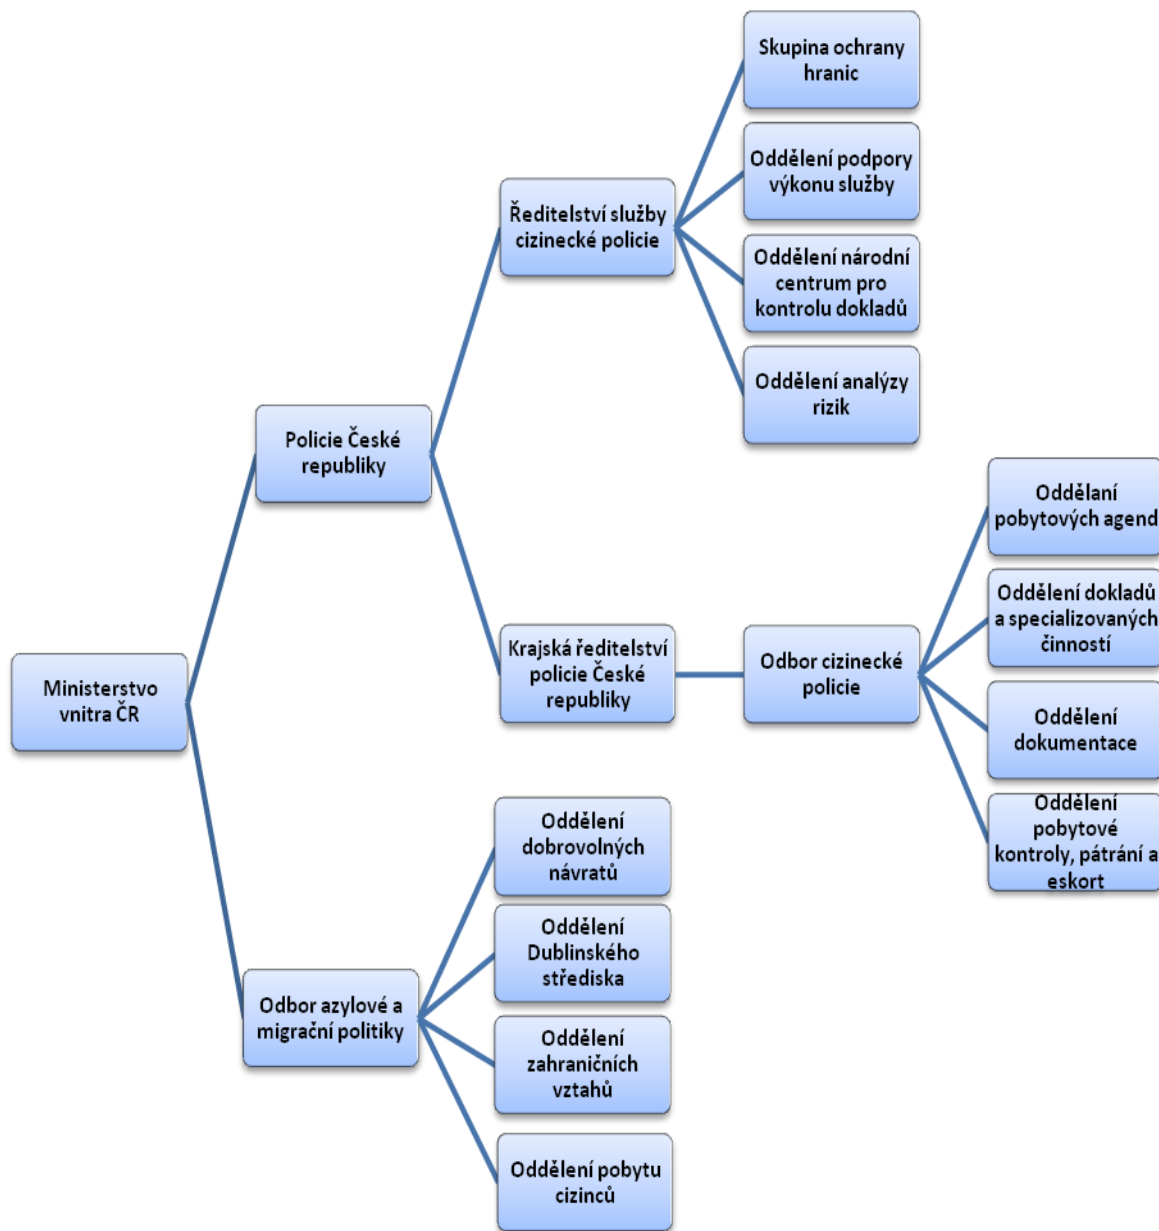 Skupina ochrany
hranic
Oddělení podpory
výkonu služby
Ředitelství služby
cizinecké policie
Oddělení národní
centrum pro
kontrolu dokladů
Oddělení analýzy
rizik
Policie České
republiky
Oddělaní
pobytových agend
Oddělení dokladů
a specializovaných
činností
Krajská ředitelství
policie České
republiky
Odbor cizinecké
policie
Ministerstvo
vnitra ČR
Oddělení
dokumentace
Oddělení
pobytové
kontroly, pátrání a
eskort
Oddělení
dobrovolných
návratů
Oddělení
Dublinského
střediska
Odbor azylové a
migrační politiky
Oddělení
zahraničních
vztahů
Oddělení pobytu
cizinců